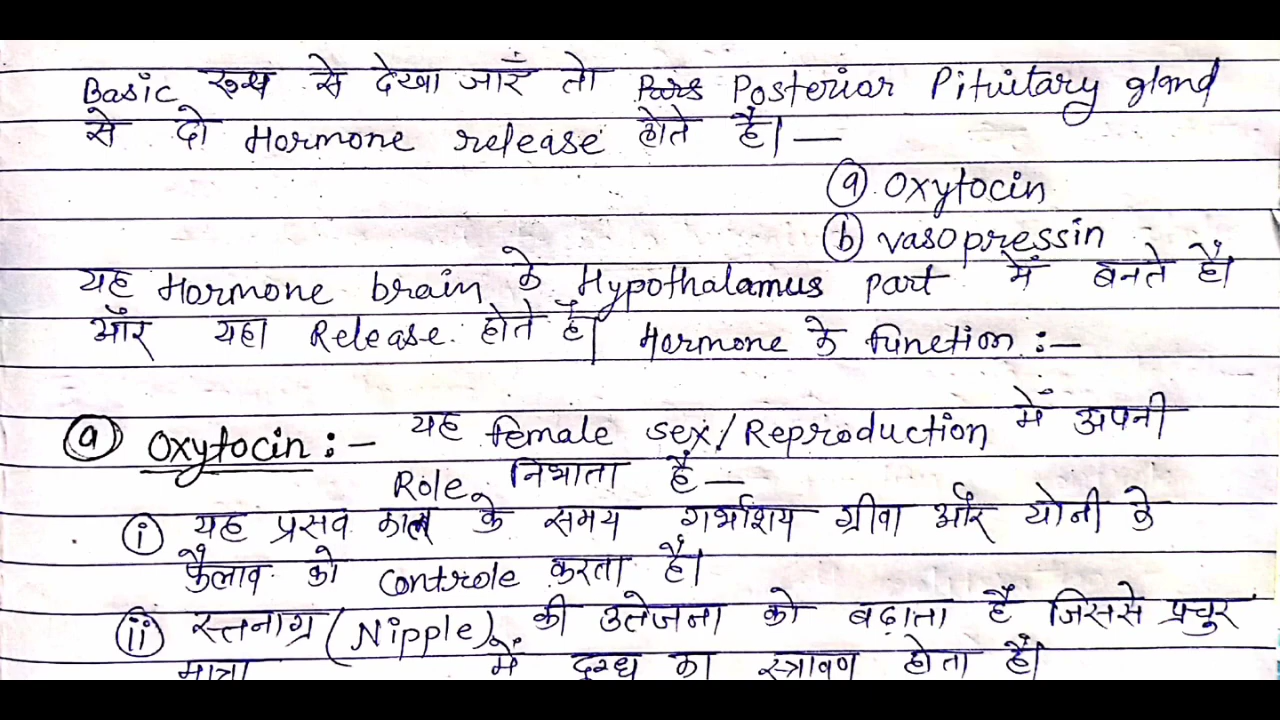 Basic रूप से देखा जाएँ तो Pars Posterior Pituitary gland
से दो Hormone release होते है। —
(a) Oxytocin
(b) vasopressin
यह Hormone brain के Hypothalamus part में बनते है।
और यहा Release होते है। Hormone के function :-
(a) Oxytocin :- यह female sex/Reproduction में अपनी
Role निभाता है —
(i) यह प्रसव काल के समय गर्भाशय ग्रीवा और योनी के
फैलाव को Controle करता है।
(ii) स्तनाग्र (Nipple) की उतेजना को बढ़ाता है जिससे प्रचुर
मात्रा में दुग्ध का स्त्रावण होता है।